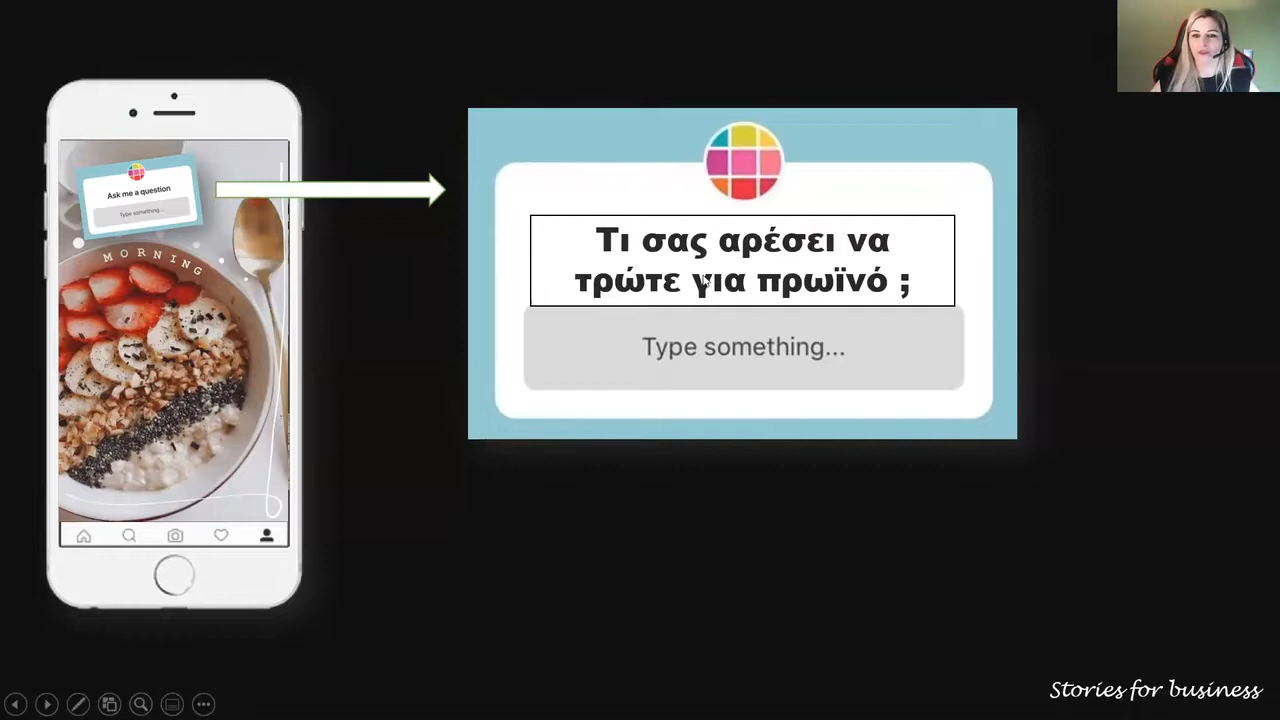 Ask me a question
Type something...
MORNING
Τι σας αρέσει να
τρώτε για πρωϊνό ;
Type something...
Stories for business